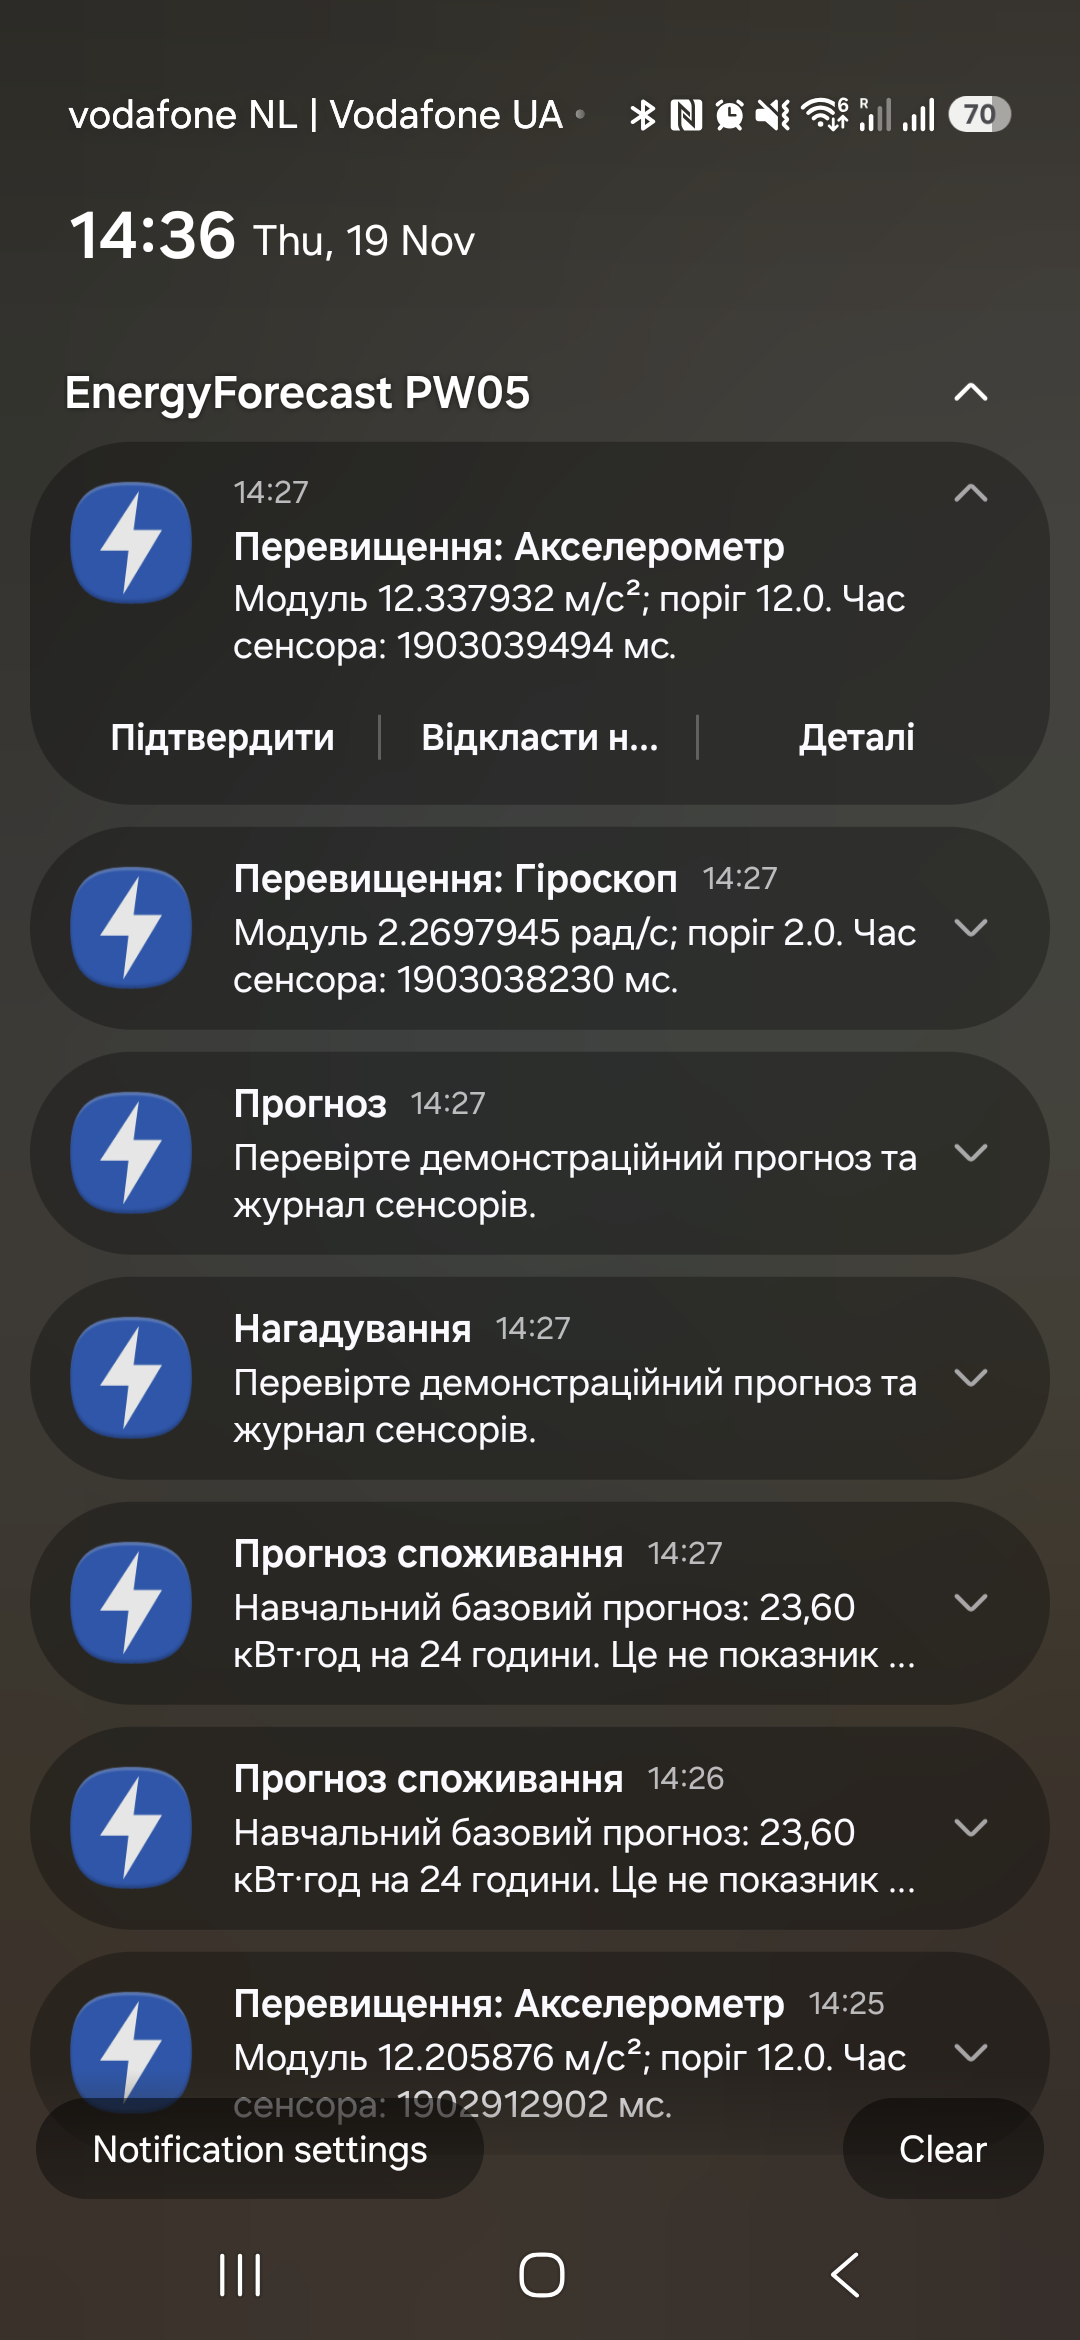 vodafone NL | Vodafone UA
6 R 70
14:36 Thu, 19 Nov
EnergyForecast PW05
14:27
Перевищення: Акселерометр
Модуль 12.337932 м/с²; поріг 12.0. Час
сенсора: 1903039494 мс.
Підтвердити | Відкласти н... | Деталі
Перевищення: Гіроскоп 14:27
Модуль 2.2697945 рад/с; поріг 2.0. Час
сенсора: 1903038230 мс.
Прогноз 14:27
Перевірте демонстраційний прогноз та
журнал сенсорів.
Нагадування 14:27
Перевірте демонстраційний прогноз та
журнал сенсорів.
Прогноз споживання 14:27
Навчальний базовий прогноз: 23,60
кВт·год на 24 години. Це не показник ...
Прогноз споживання 14:26
Навчальний базовий прогноз: 23,60
кВт·год на 24 години. Це не показник ...
Перевищення: Акселерометр 14:25
Модуль 12.205876 м/с²; поріг 12.0. Час
сенсора: 1902912902 мс.
Notification settings Clear